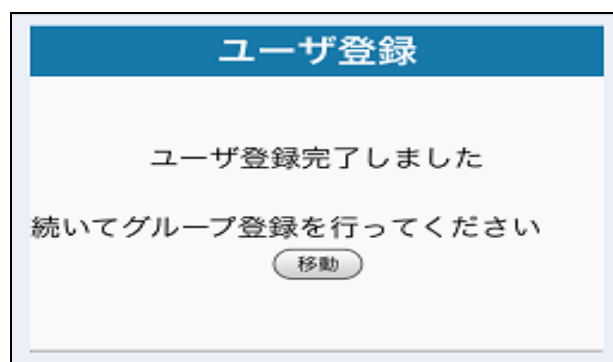 ユーザ登録
ユーザ登録完了しました
続いてグループ登録を行ってください
移動